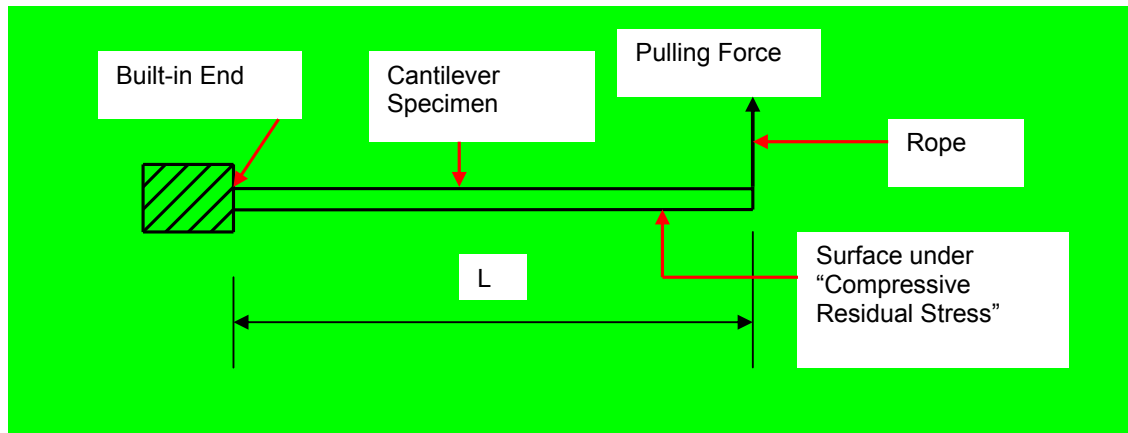 Built-in End
Cantilever
Specimen
Pulling Force
Rope
L
Surface under
“Compressive
Residual Stress”